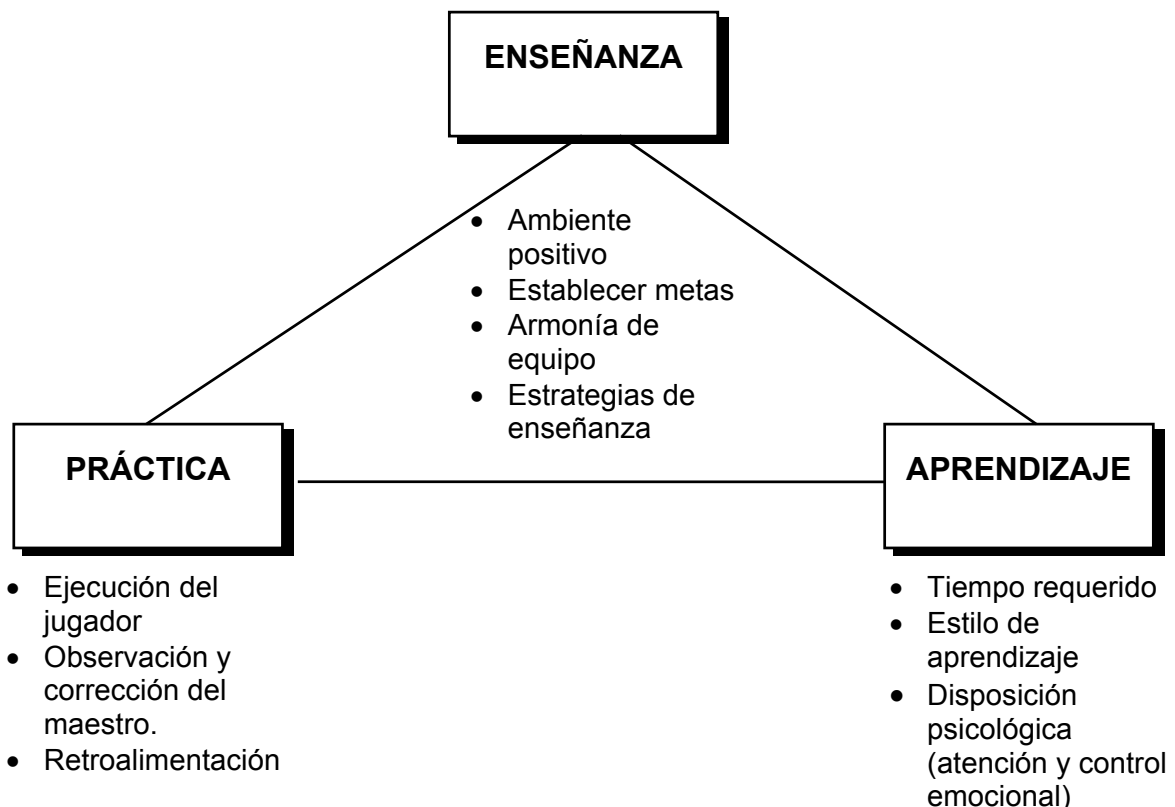 ENSEÑANZA
• Ambiente
positivo
• Establecer metas
• Armonía de
equipo
• Estrategias de
enseñanza
PRÁCTICA
• Ejecución del
jugador
• Observación y
corrección del
maestro.
• Retroalimentación
APRENDIZAJE
• Tiempo requerido
• Estilo de
aprendizaje
• Disposición
psicológica
(atención y control
emocional)